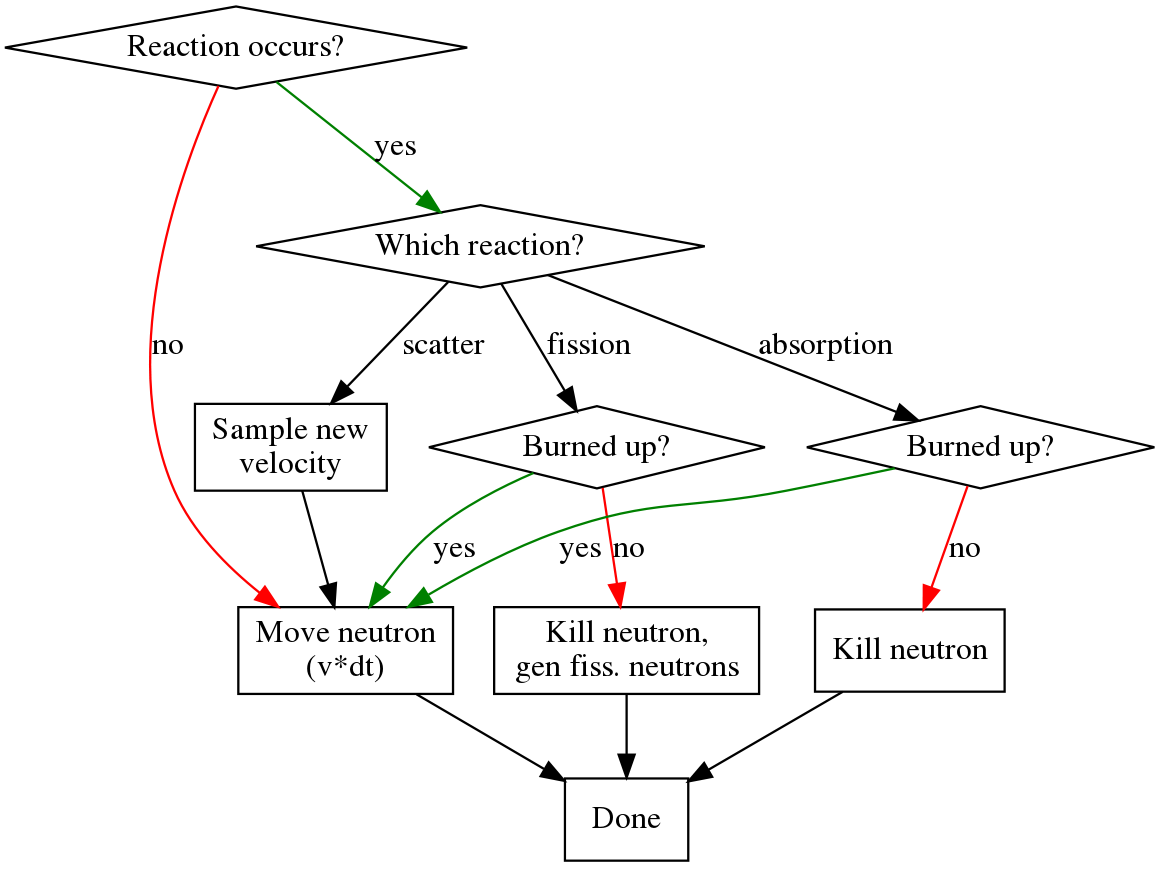 Reaction occurs?
yes
Which reaction?
no
scatter
fission
absorption
Sample new
velocity
Burned up?
Burned up?
yes
yes
no
no
Move neutron
(v*dt)
Kill neutron,
gen fiss. neutrons
Kill neutron
Done